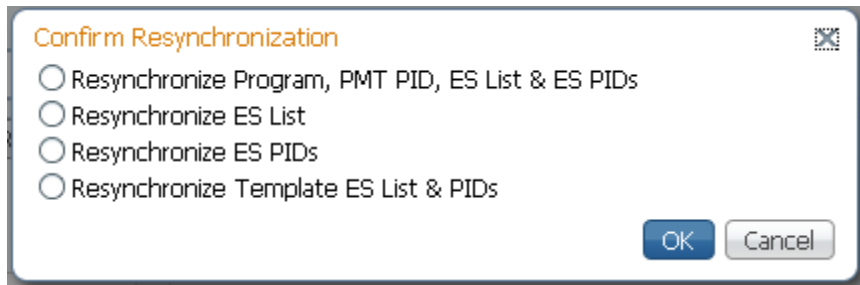 Confirm Resynchronization
Resynchronize Program, PMT PID, ES List & ES PIDs
Resynchronize ES List
Resynchronize ES PIDs
Resynchronize Template ES List & PIDs
OK Cancel